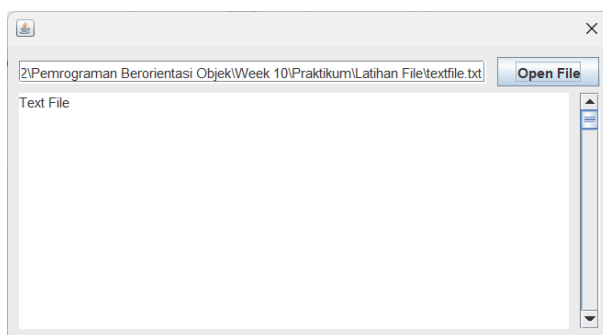 2\Pemrograman Berorientasi Objek\Week 10\Praktikum\Latihan File\textfile.txt
Open File
Text File